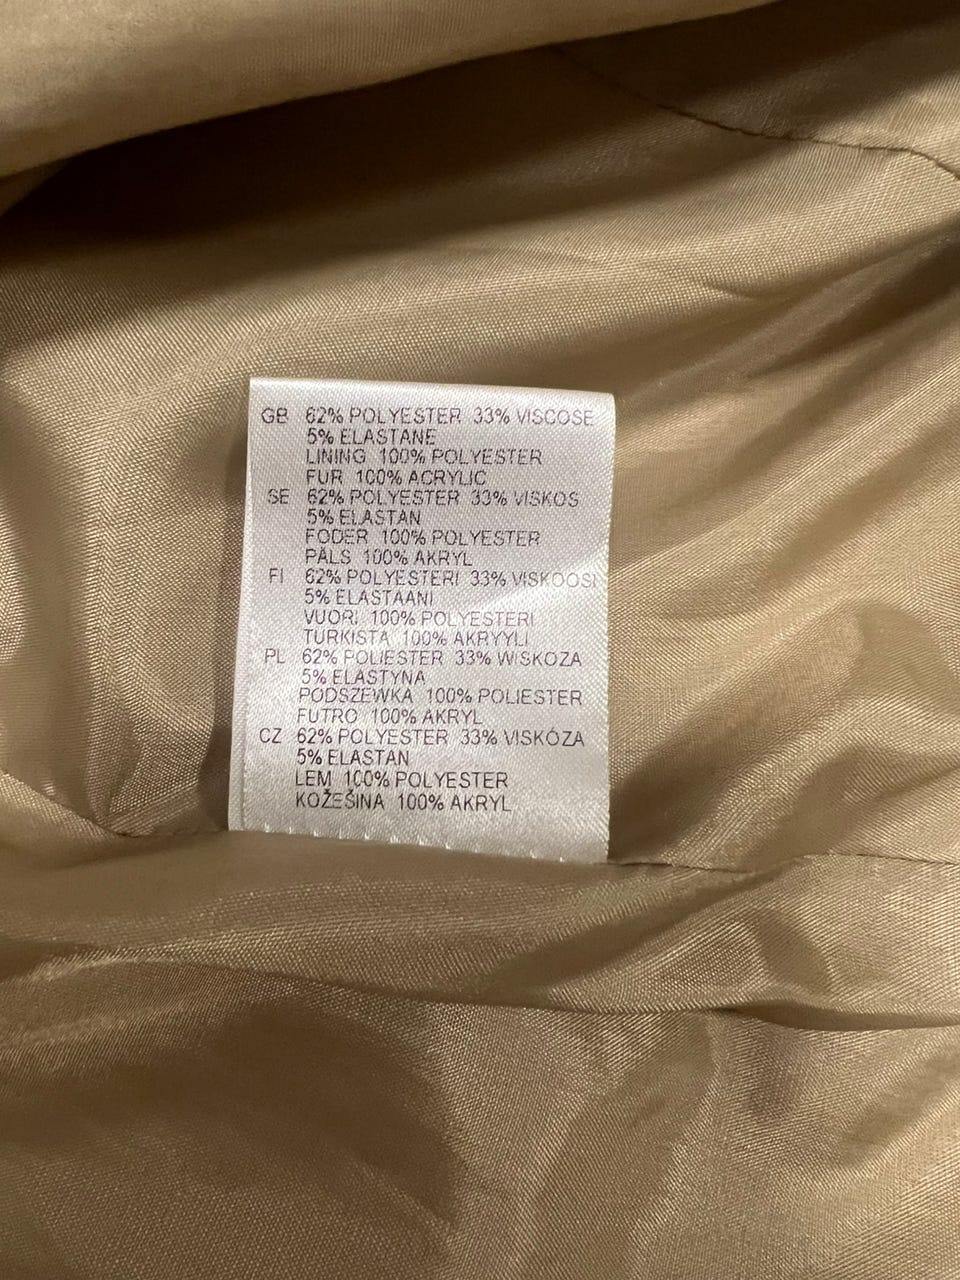 GB 62% POLYESTER 33% VISCOSE
5% ELASTANE
LINING 100% POLYESTER
FUR 100% ACRYLIC
SE 62% POLYESTER 33% VISKOS
5% ELASTAN
FODER 100% POLYESTER
PÄLS 100% AKRYL
FI 62% POLYESTERI 33% VISKOOSI
5% ELASTAANI
VUORI 100% POLYESTERI
TURKISTA 100% AKRYYLI
PL 62% POLIESTER 33% WISKOZA
5% ELASTYNA
PODSZEWKA 100% POLIESTER
FUTRO 100% AKRYL
CZ 62% POLYESTER 33% VISKÓZA
5% ELASTAN
LEM 100% POLYESTER
KOŽEŠINA 100% AKRYL